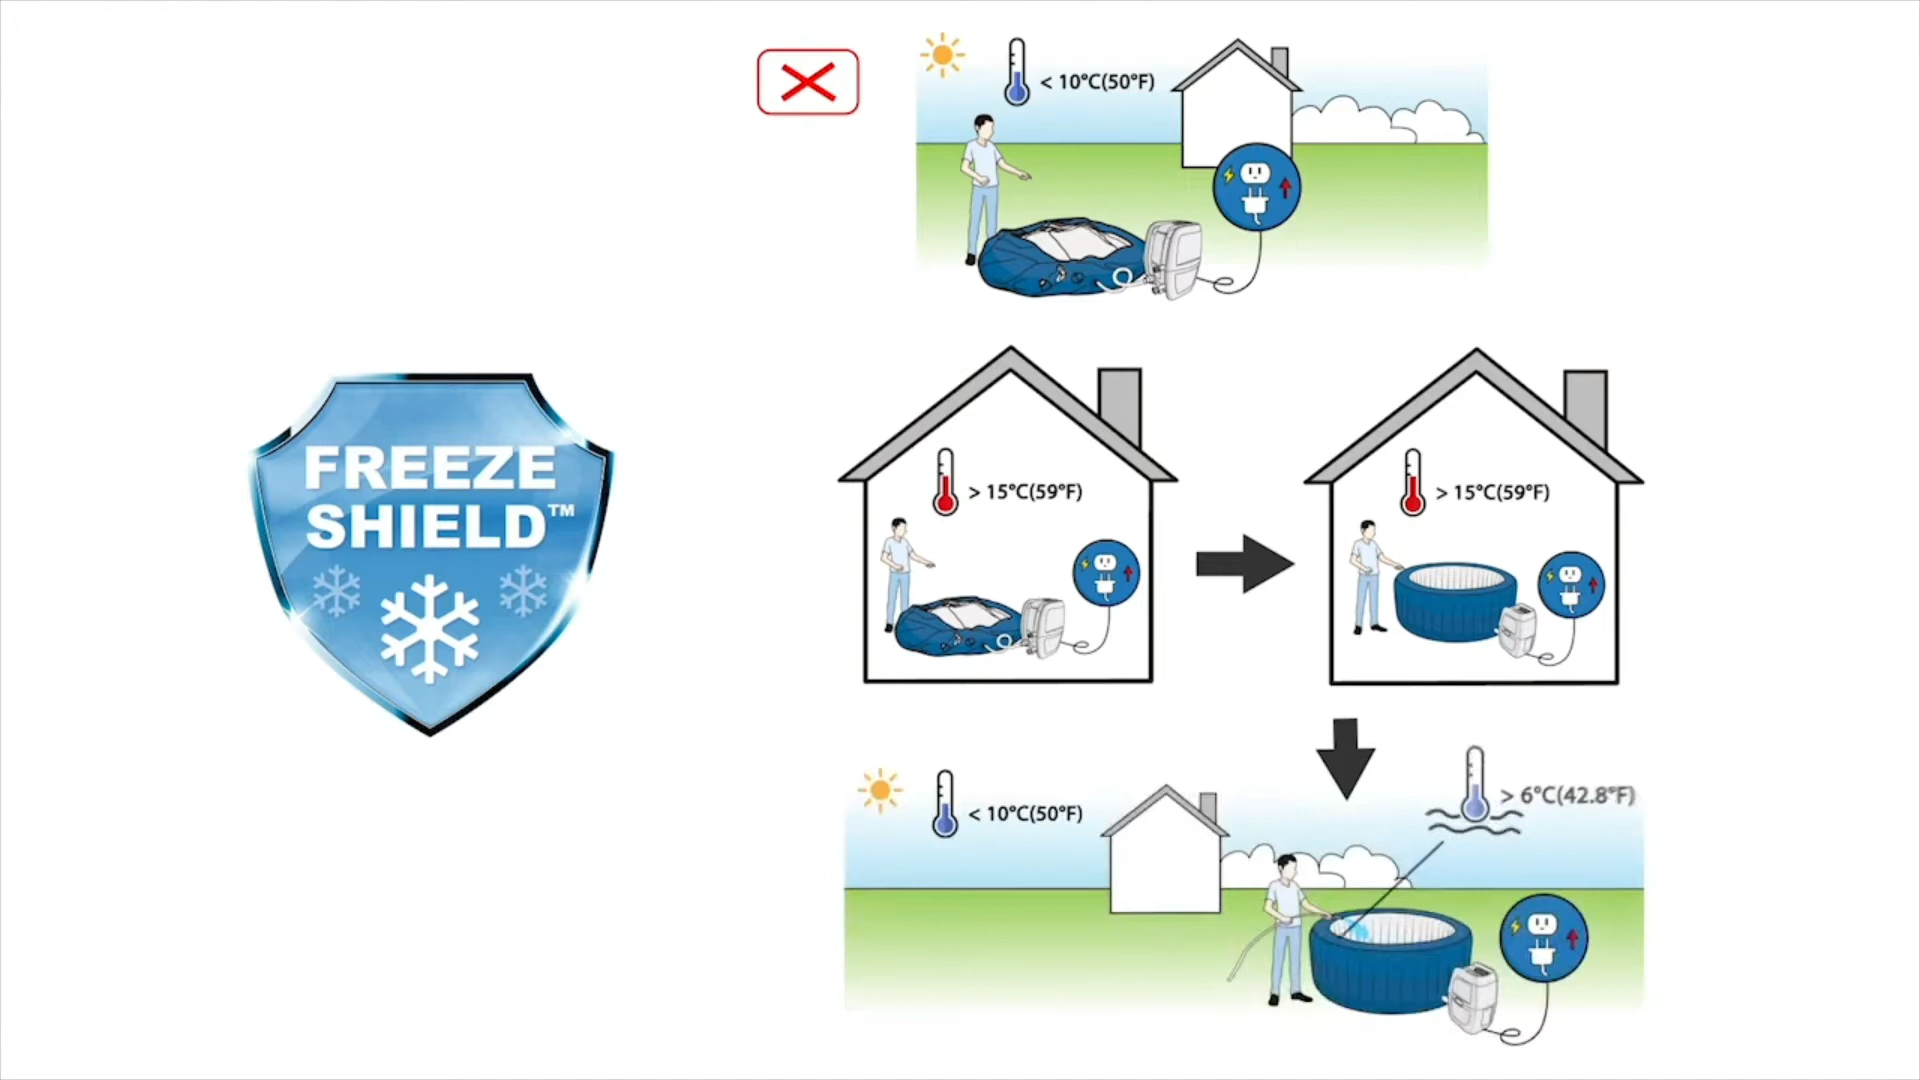 FREEZE
SHIELD™
< 10°C(50°F)
> 15°C(59°F)
> 15°C(59°F)
< 10°C(50°F)
> 6°C(42.8°F)